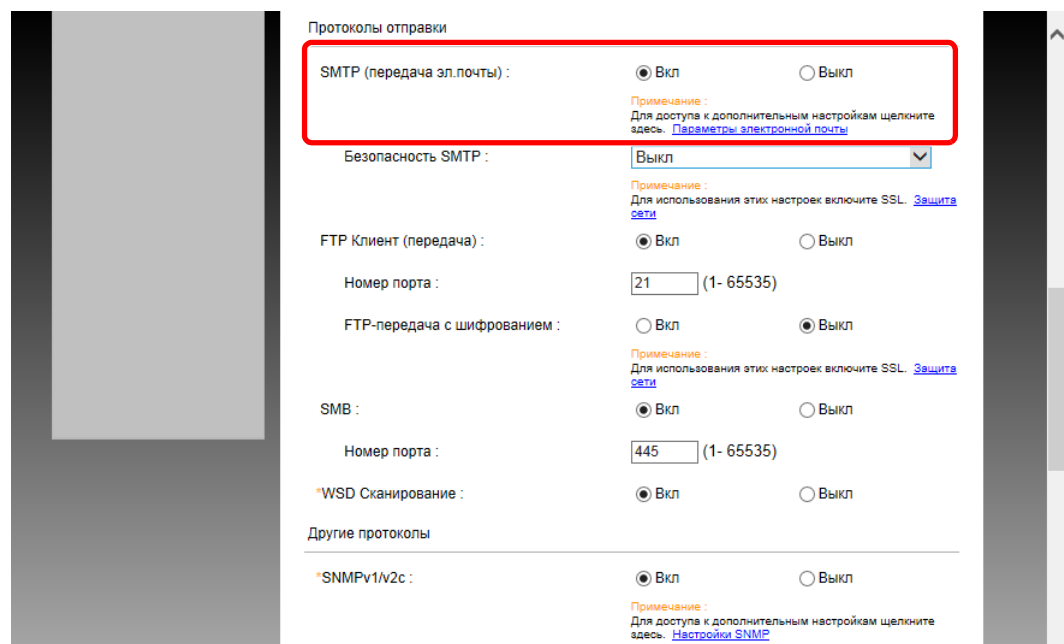 Протоколы отправки
SMTP (передача эл.почты) : Вкл Выкл
Примечание :
Для доступа к дополнительным настройкам щелкните
здесь. Параметры электронной почты
Безопасность SMTP : Выкл
Примечание :
Для использования этих настроек включите SSL. Защита
сети
FTP Клиент (передача) : Вкл Выкл
Номер порта : 21 (1- 65535)
FTP-передача с шифрованием : Вкл Выкл
Примечание :
Для использования этих настроек включите SSL. Защита
сети
SMB : Вкл Выкл
Номер порта : 445 (1- 65535)
*WSD Сканирование : Вкл Выкл
Другие протоколы
*SNMPv1/v2c : Вкл Выкл
Примечание :
Для доступа к дополнительным настройкам щелкните
здесь. Настройки SNMP